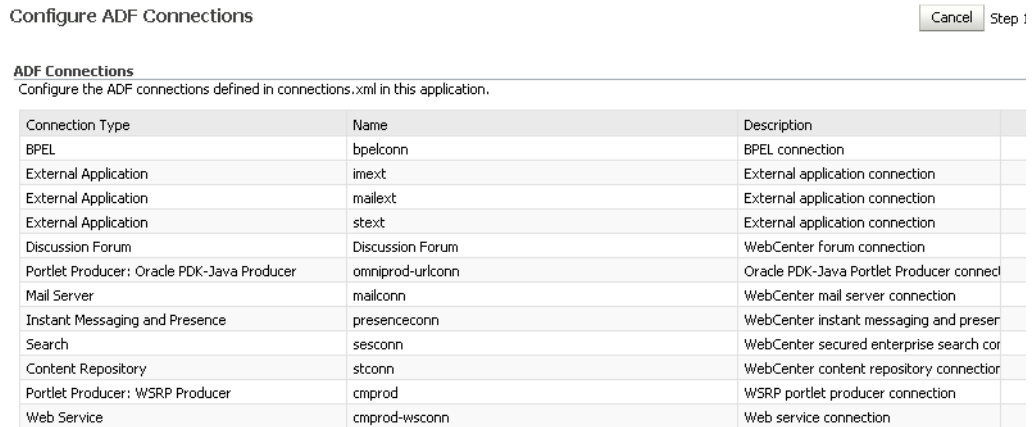 Configure ADF Connections
Cancel Step 1
ADF Connections
Configure the ADF connections defined in connections.xml in this application.
Connection Type Name Description
BPEL bpelconn BPEL connection
External Application imext External application connection
External Application mailext External application connection
External Application stext External application connection
Discussion Forum Discussion Forum WebCenter forum connection
Portlet Producer: Oracle PDK-Java Producer omniprod-urlconn Oracle PDK-Java Portlet Producer connect
Mail Server mailconn WebCenter mail server connection
Instant Messaging and Presence presenceconn WebCenter instant messaging and presen
Search sesconn WebCenter secured enterprise search con
Content Repository stconn WebCenter content repository connection
Portlet Producer: WSRP Producer cmprod WSRP portlet producer connection
Web Service cmprod-wsconn Web service connection